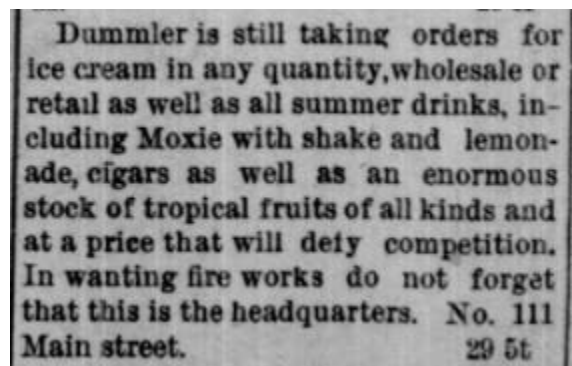 Dummler is still taking orders for
ice cream in any quantity, wholesale or
retail as well as all summer drinks, in-
cluding Moxie with shake and lemon-
ade, cigars as well as an enormous
stock of tropical fruits of all kinds and
at a price that will defy competition.
In wanting fire works do not forget
that this is the headquarters. No. 111
Main street. 29 5t